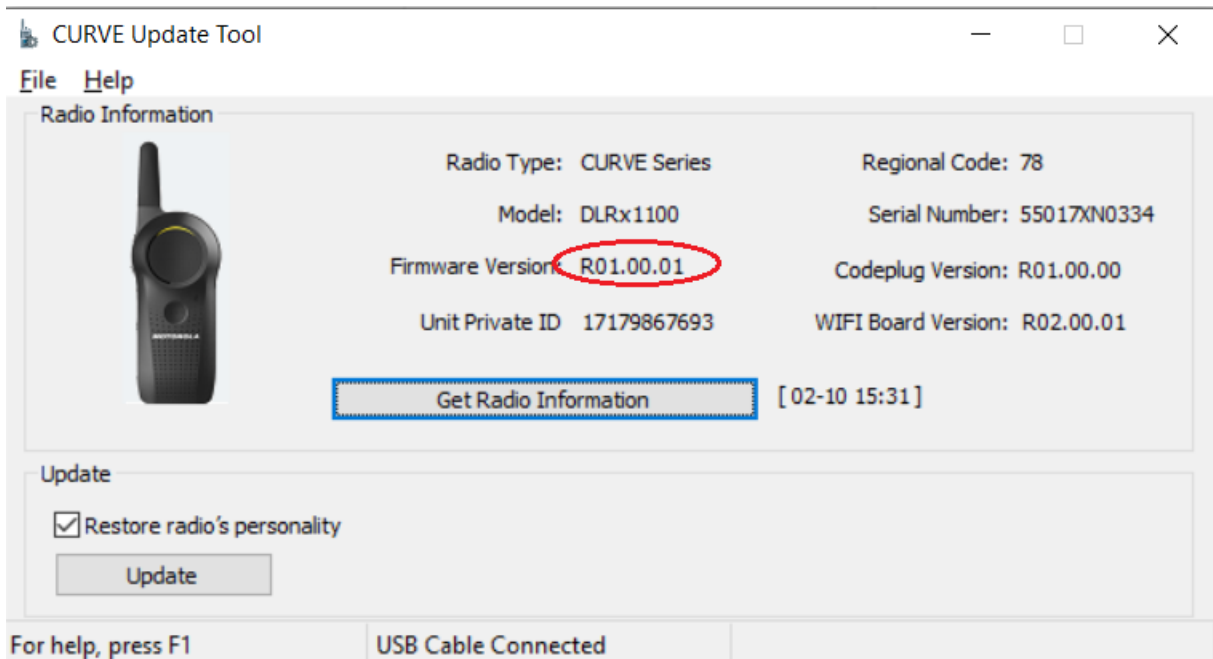 CURVE Update Tool
File Help
Radio Information
Radio Type: CURVE Series Regional Code: 78
Model: DLRx1100 Serial Number: 55017XN0334
Firmware Version: R01.00.01 Codeplug Version: R01.00.00
Unit Private ID 17179867693 WIFI Board Version: R02.00.01
MOTOROLA
Get Radio Information [ 02-10 15:31 ]
Update
Restore radio's personality
Update
For help, press F1 USB Cable Connected